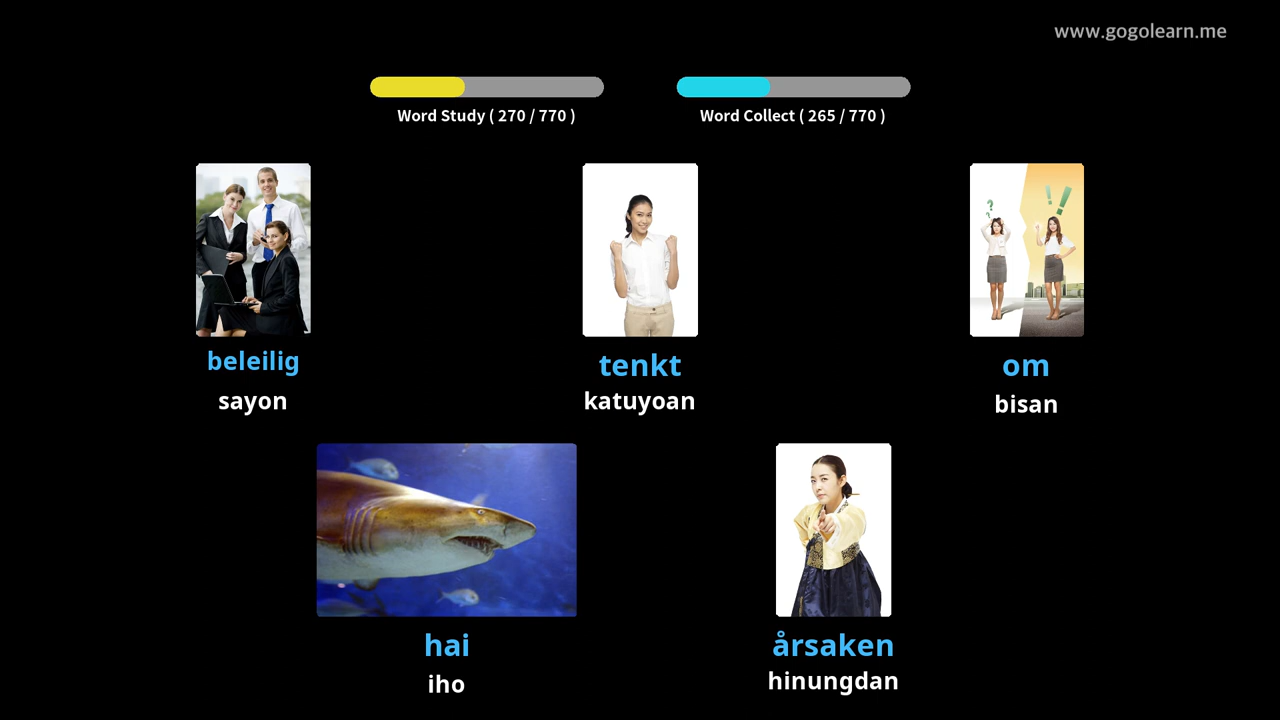 www.gogolearn.me
Word Study ( 270 / 770 )
Word Collect ( 265 / 770 )
beleilig
sayon
tenkt
katuyoan
om
bisan
hai
iho
årsaken
hinungdan